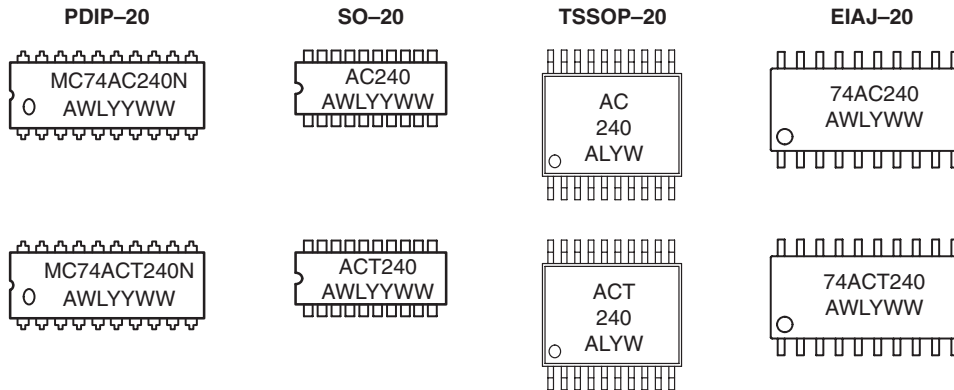 PDIP–20
SO–20
TSSOP–20
EIAJ–20
MC74AC240N
AWLYYWW
AC240
AWLYYWW
AC
240
ALYW
74AC240
AWLYWW
MC74ACT240N
AWLYYWW
ACT240
AWLYYWW
ACT
240
ALYW
74ACT240
AWLYWW